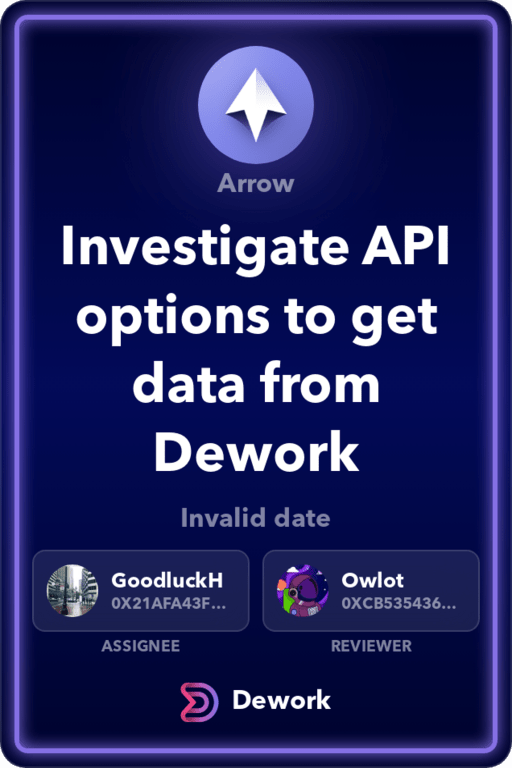 Arrow
Investigate API
options to get
data from
Dework
Invalid date
GoodluckH
0X21AFA43F...
Owlot
0XCB535436...
ASSIGNEE
REVIEWER
Dework